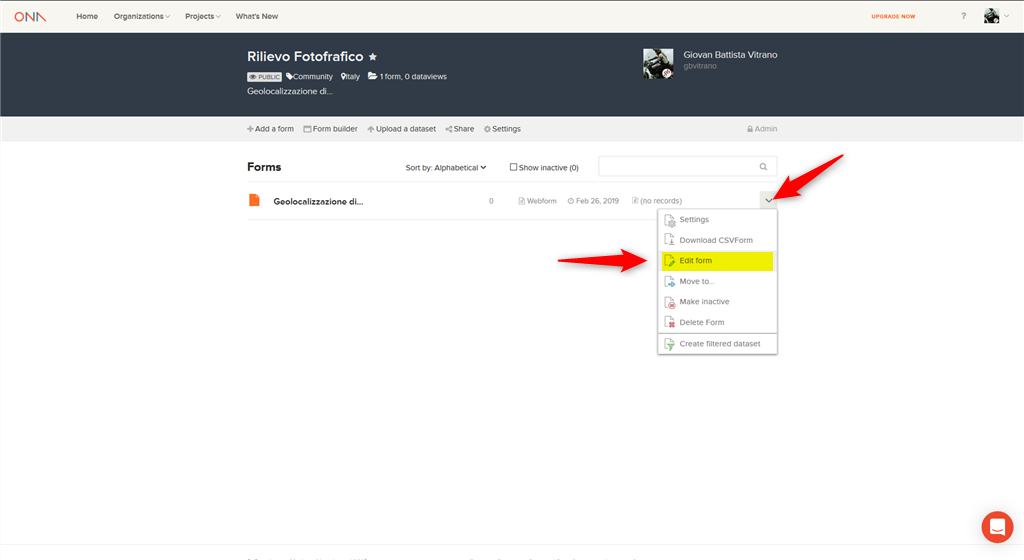 ONA Home Organizations Projects What's New UPGRADE NOW ?
Rilievo Fotofrafico
Giovan Battista Vitrano
gbvitrano
PUBLIC Community Italy 1 form, 0 dataviews
Geolocalizzazione di...
Add a form Form builder Upload a dataset Share Settings Admin
Forms Sort by: Alphabetical Show inactive (0)
Geolocalizzazione di... 0 Webform Feb 26, 2019 (no records)
Settings
Download CSVForm
Edit form
Move to...
Make inactive
Delete Form
Create filtered dataset